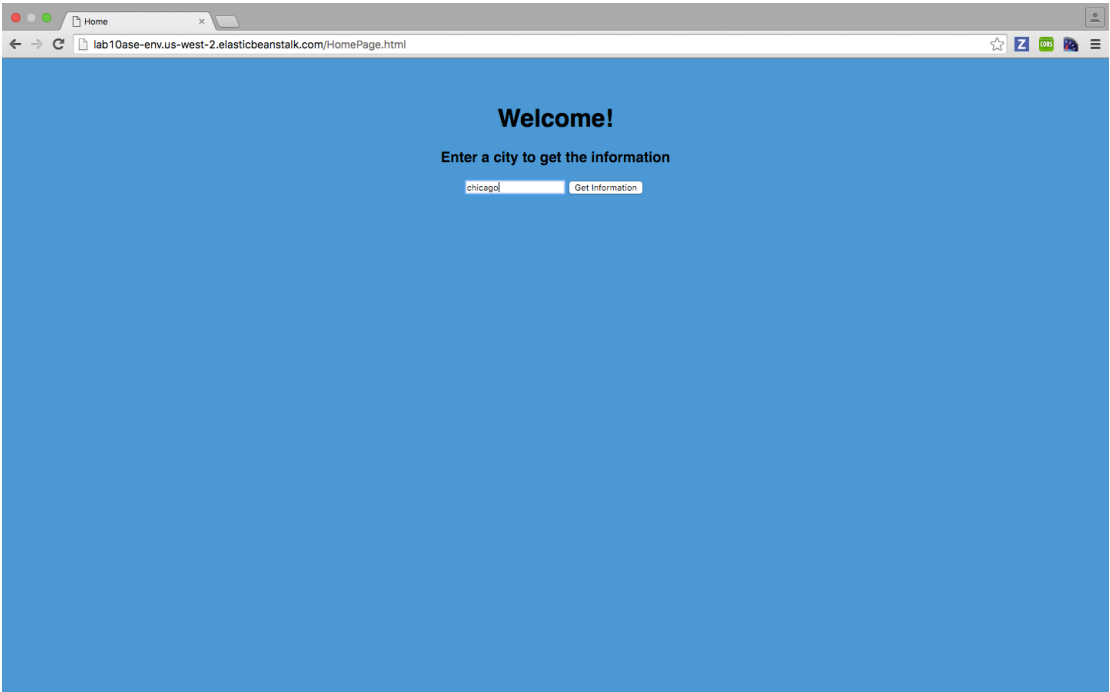 Home
lab10ase-env.us-west-2.elasticbeanstalk.com/HomePage.html
Z CORS
Welcome!
Enter a city to get the information
chicago Get Information